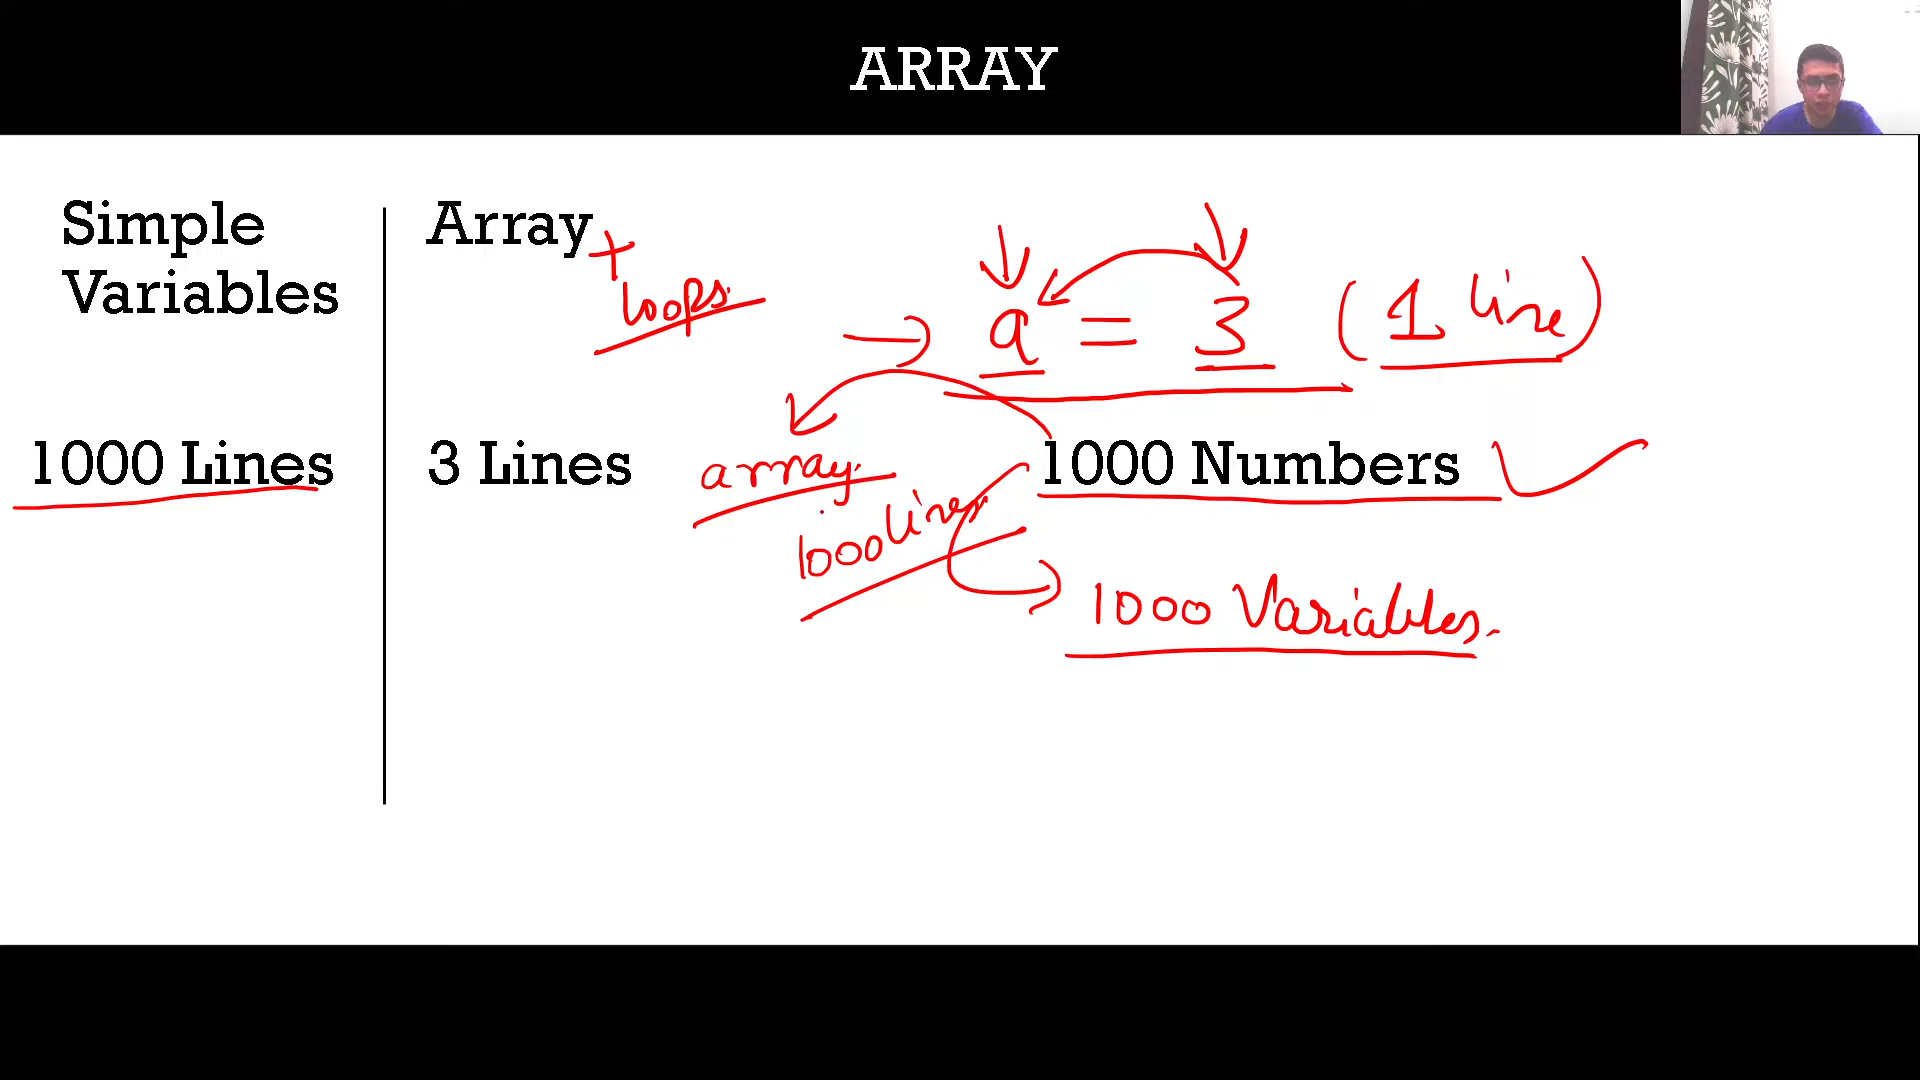 ARRAY
Simple
Variables
Array
+
loops.
a = 3 (1 line)
1000 Lines
3 Lines
array.
1000 Numbers
1000 lines
1000 Variables.